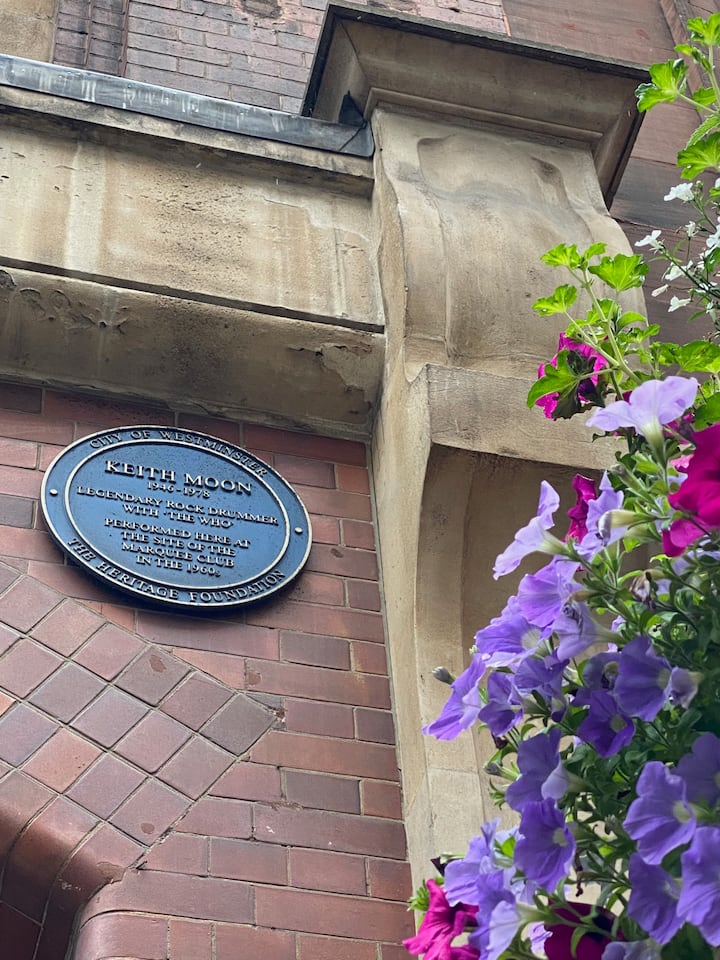 CITY OF WESTMINSTER
KEITH MOON
1946-1978
LEGENDARY ROCK DRUMMER
WITH 'THE WHO'
PERFORMED HERE AT
THE SITE OF THE
MARQUEE CLUB
IN THE 1960s
THE HERITAGE FOUNDATION